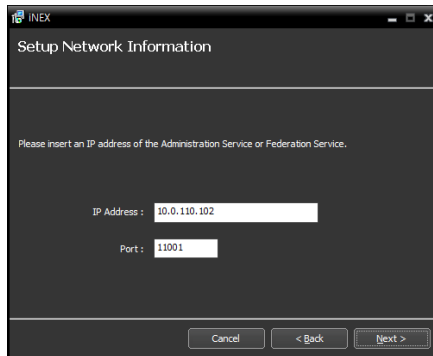 iNEX
Setup Network Information
Please insert an IP address of the Administration Service or Federation Service.
IP Address : 10.0.110.102
Port : 11001
Cancel < Back Next >